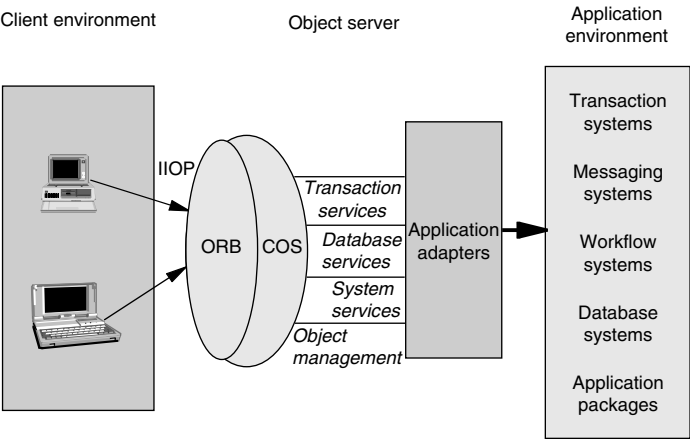 Client environment
Object server
Application
environment
IIOP
ORB
COS
Transaction
services
Database
services
System
services
Object
management
Application
adapters
Transaction
systems
Messaging
systems
Workflow
systems
Database
systems
Application
packages